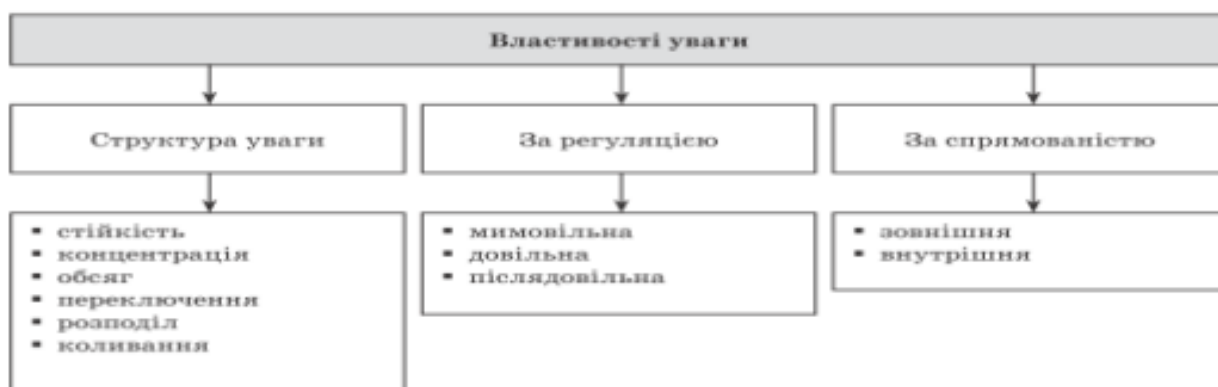 Властивості уваги
Структура уваги
За регуляцією
За спрямованістю
▪ стійкість
▪ концентрація
▪ обсяг
▪ переключення
▪ розподіл
▪ коливання
▪ мимовільна
▪ довільна
▪ післядовільна
▪ зовнішня
▪ внутрішня